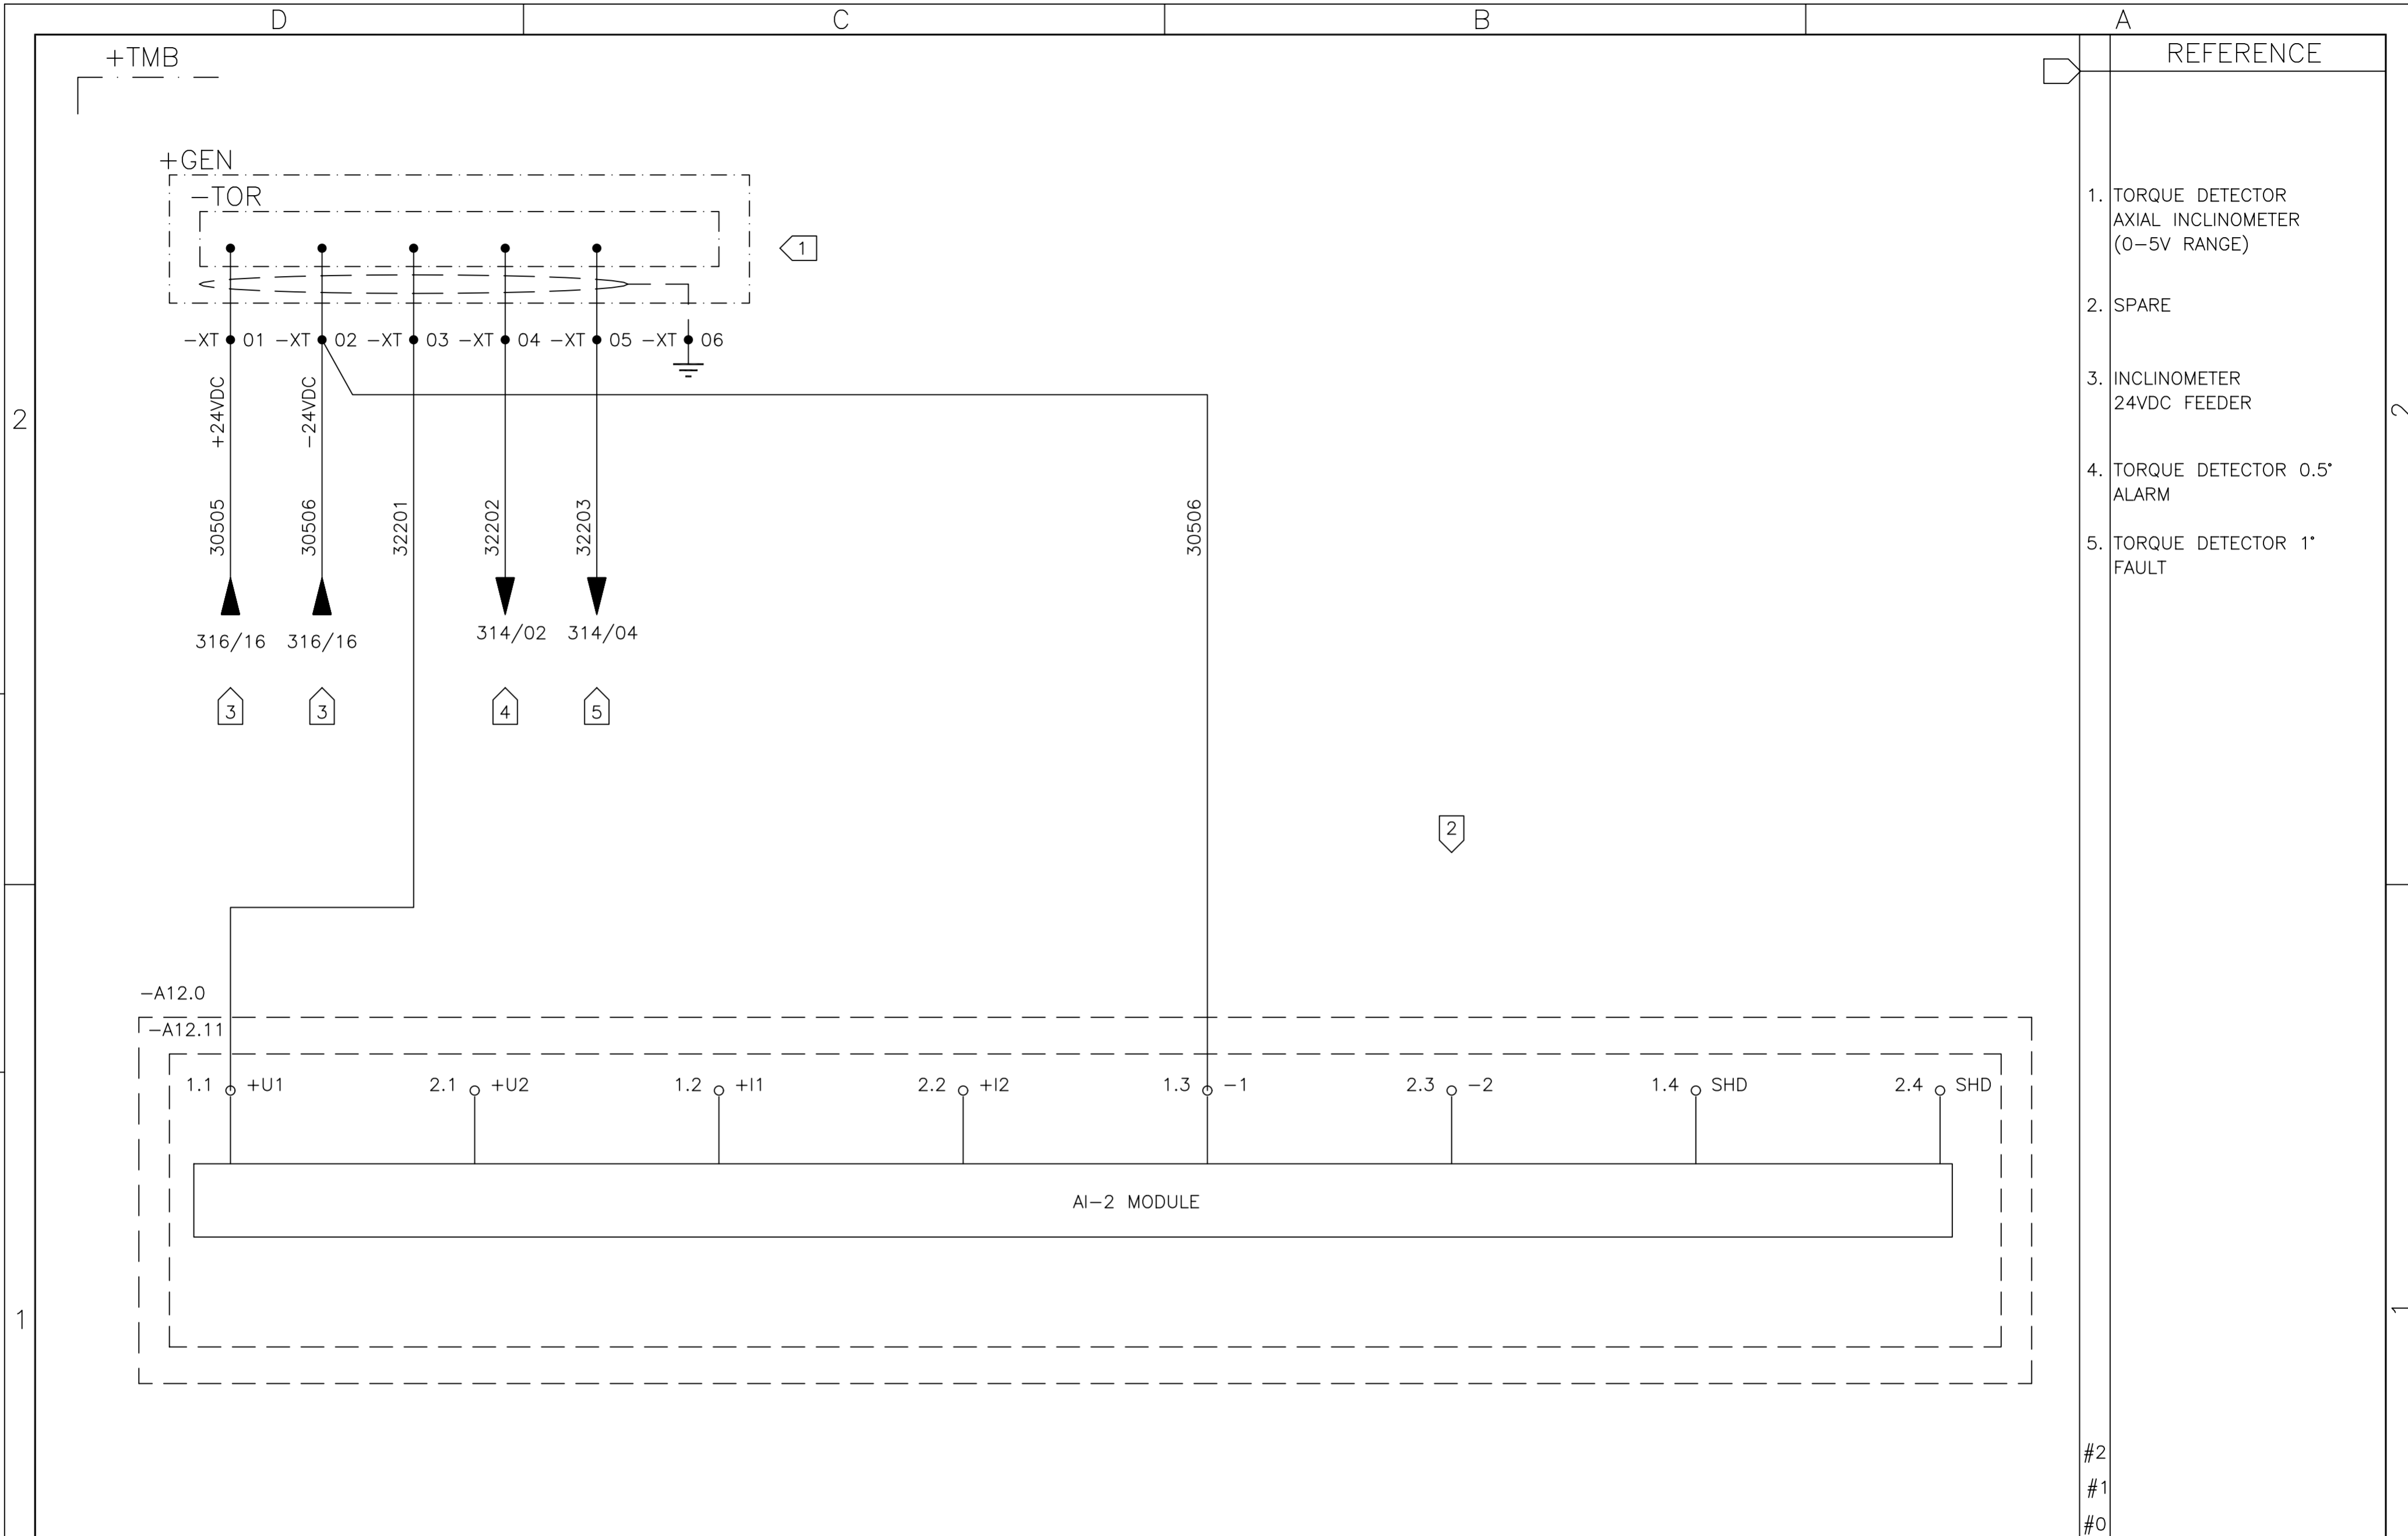 D C B A
+TMB
REFERENCE
+GEN
-TOR
1
1. TORQUE DETECTOR
AXIAL INCLINOMETER
(0-5V RANGE)
2. SPARE
3. INCLINOMETER
24VDC FEEDER
4. TORQUE DETECTOR 0.5°
ALARM
5. TORQUE DETECTOR 1°
FAULT
-XT 01 -XT 02 -XT 03 -XT 04 -XT 05 -XT 06
+24VDC
-24VDC
2
2
30505
30506
32201
32202
32203
30506
316/16 316/16 314/02 314/04
3 3 4 5
2
-A12.0
-A12.11
1.1 +U1 2.1 +U2 1.2 +I1 2.2 +I2 1.3 -1 2.3 -2 1.4 SHD 2.4 SHD
AI-2 MODULE
1
1
#2
#1
#0